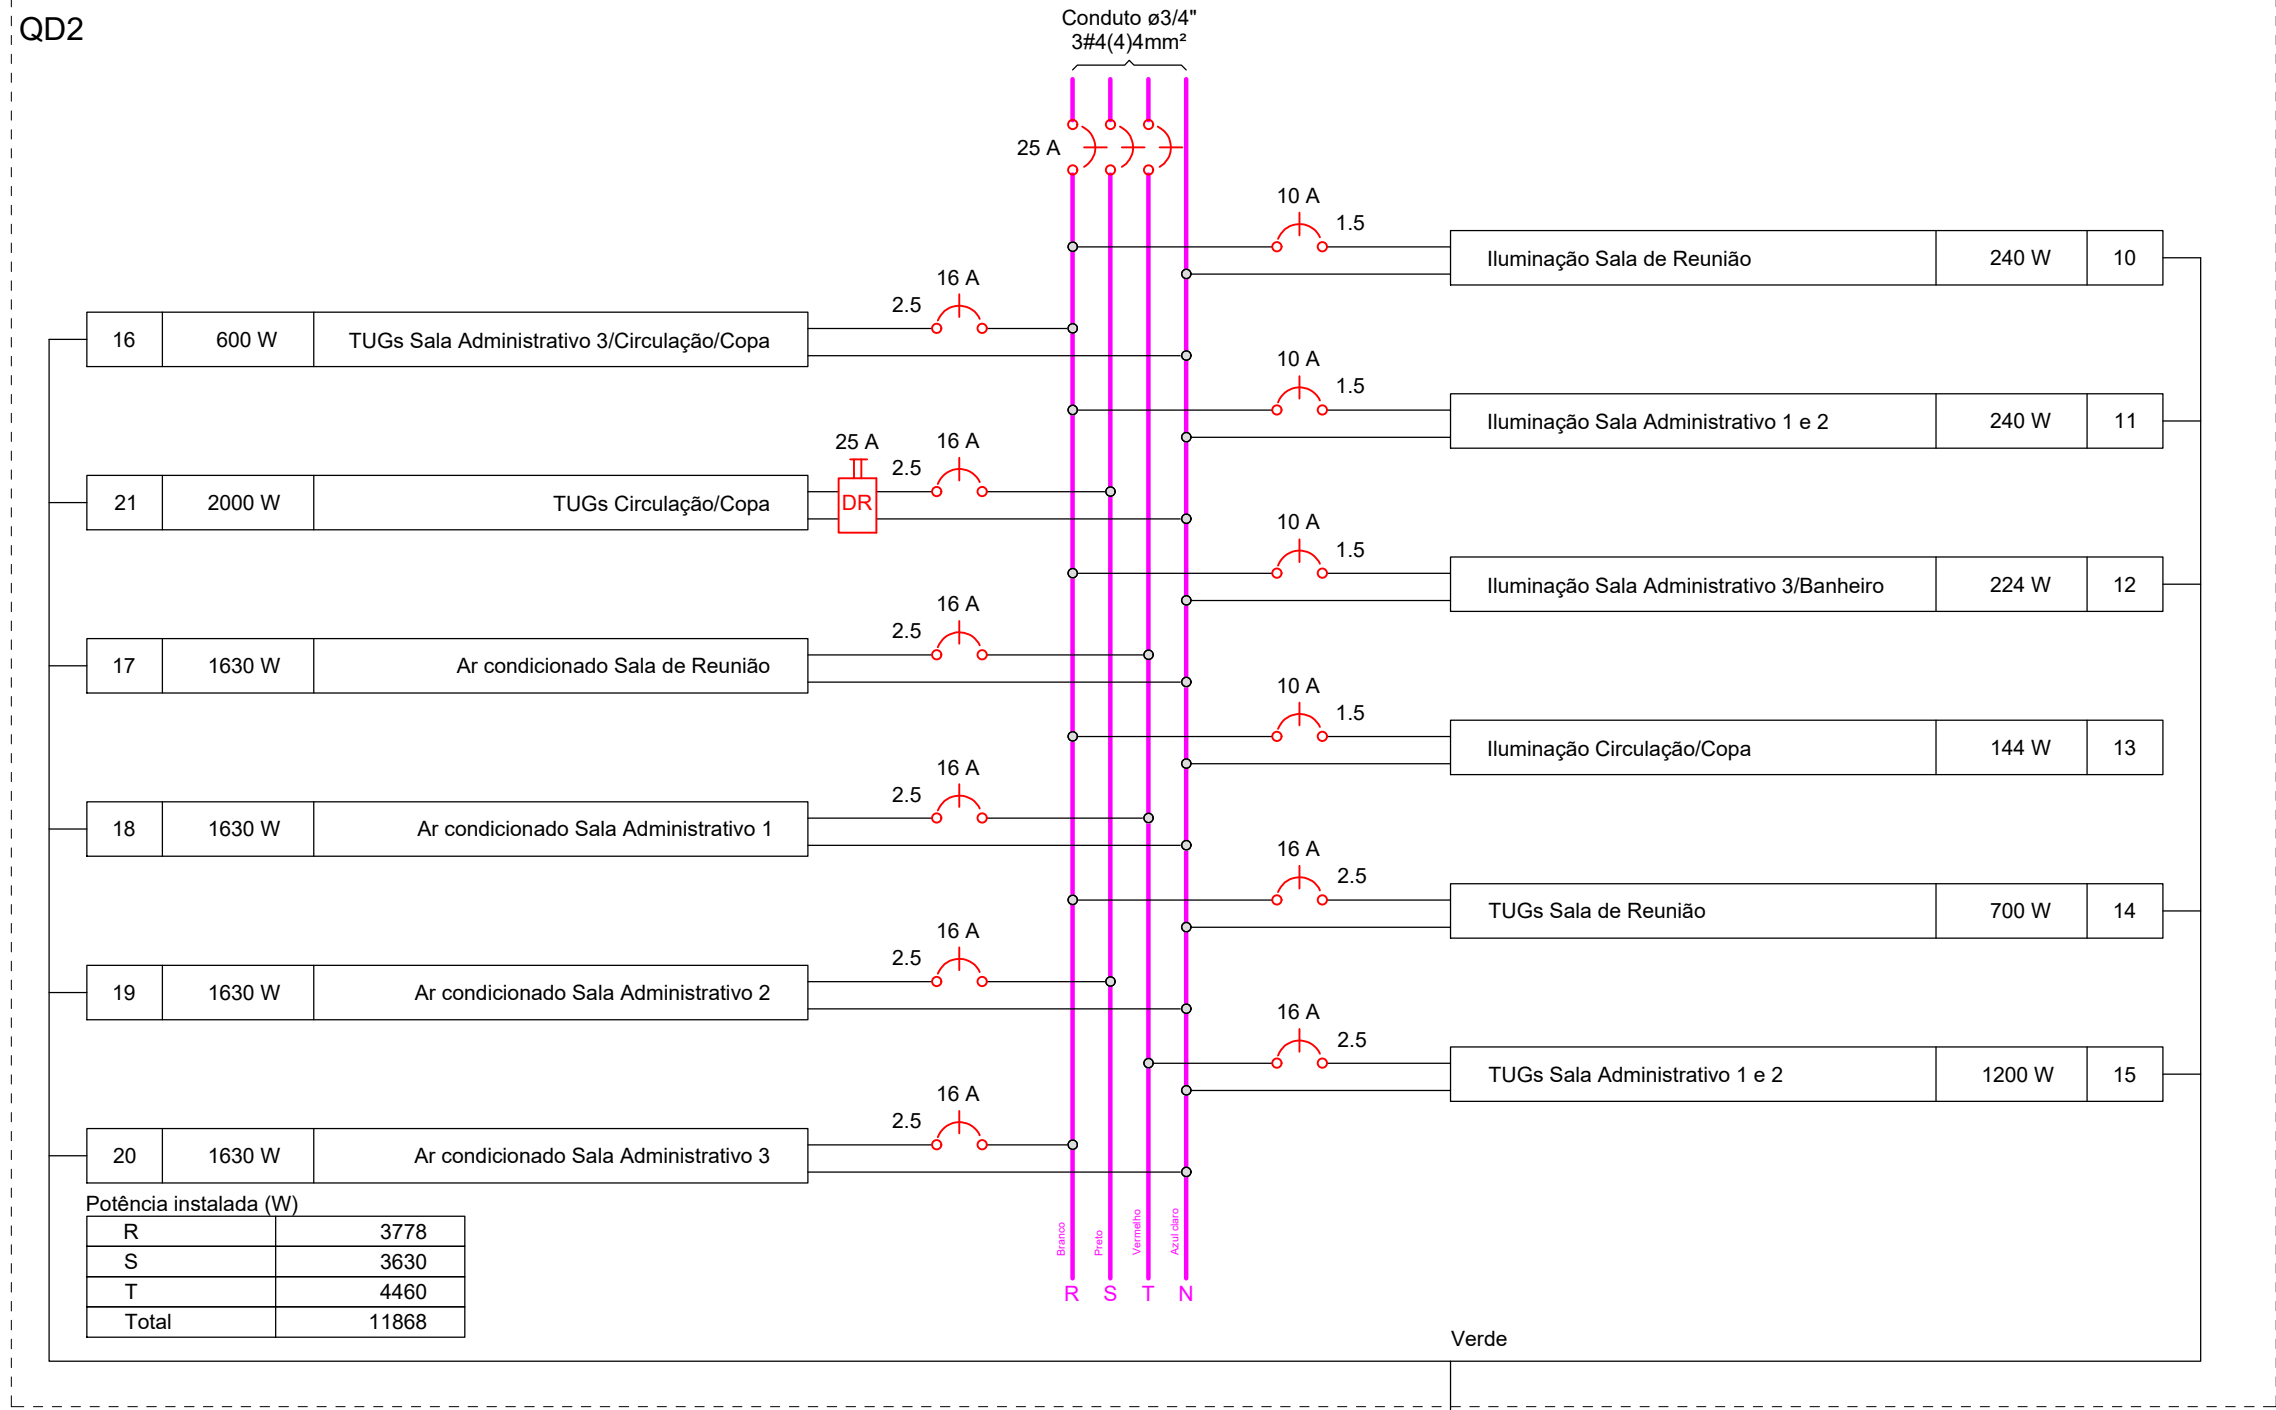 QD2
Conduto ø3/4"
3#4(4)4mm²
25 A
10 A
1.5
Iluminação Sala de Reunião 240 W 10
16 A
2.5
16 600 W TUGs Sala Administrativo 3/Circulação/Copa
10 A
1.5
Iluminação Sala Administrativo 1 e 2 240 W 11
25 A
16 A
2.5
21 2000 W TUGs Circulação/Copa DR
10 A
1.5
Iluminação Sala Administrativo 3/Banheiro 224 W 12
16 A
2.5
17 1630 W Ar condicionado Sala de Reunião
10 A
1.5
Iluminação Circulação/Copa 144 W 13
16 A
2.5
18 1630 W Ar condicionado Sala Administrativo 1
16 A
2.5
TUGs Sala de Reunião 700 W 14
16 A
2.5
19 1630 W Ar condicionado Sala Administrativo 2
16 A
2.5
TUGs Sala Administrativo 1 e 2 1200 W 15
16 A
2.5
20 1630 W Ar condicionado Sala Administrativo 3
Potência instalada (W)
R 3778
S 3630
T 4460
Total 11868
Branco
Preto
Vermelho
Azul claro
R S T N
Verde